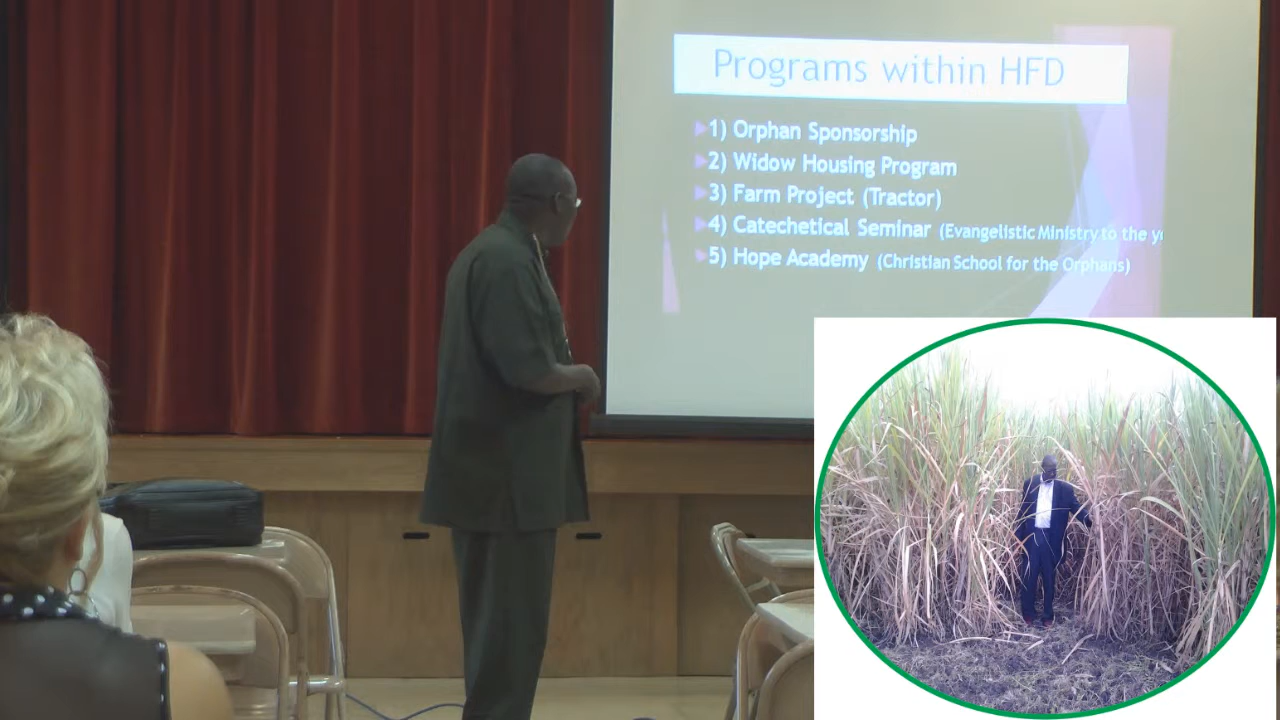 Programs within HFD
1) Orphan Sponsorship
2) Widow Housing Program
3) Farm Project (Tractor)
4) Catechetical Seminar (Evangelistic Ministry to the
5) Hope Academy (Christian School for the Orphans)